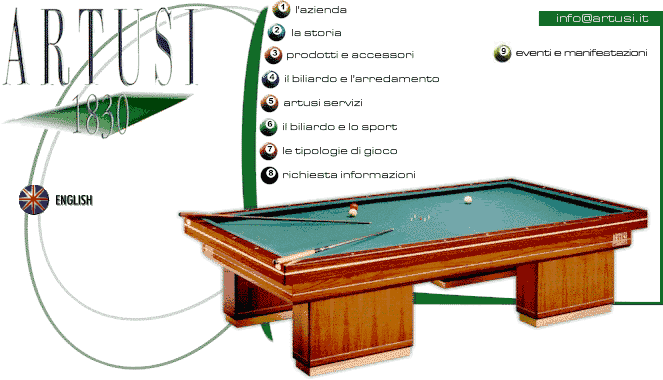 ARTUSI
1830
ENGLISH
1 l'azienda
2 la storia
3 prodotti e accessori
4 il biliardo e l'arredamento
5 artusi servizi
6 il biliardo e lo sport
7 le tipologie di gioco
8 richiesta informazioni
info@artusi.it
9 eventi e manifestazioni